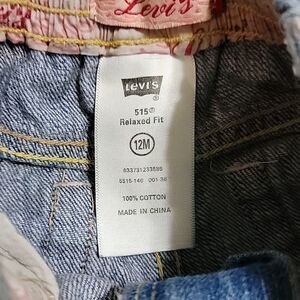 Levi's
LEVI'S
®
515®
Relaxed Fit
12M
100% COTTON
MADE IN CHINA